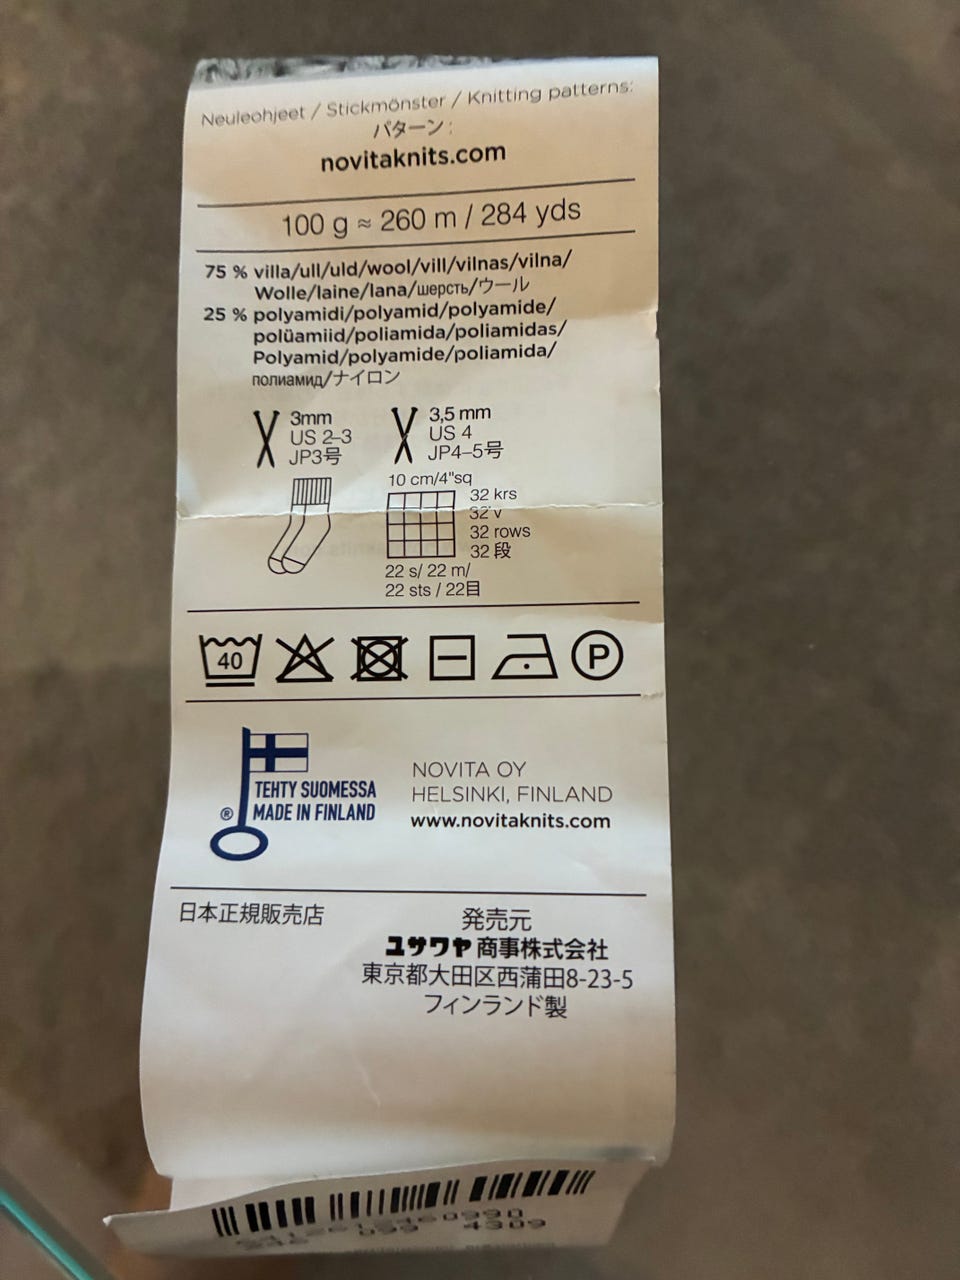 Neuleohjeet / Stickmönster / Knitting patterns:
パターン:
novitaknits.com
100 g ≈ 260 m / 284 yds
75 % villa/ull/uld/wool/vill/vilnas/vilna/
Wolle/laine/lana/шерсть/ウール
25 % polyamidi/polyamid/polyamide/
polüamiid/poliamida/poliamidas/
Polyamid/polyamide/poliamida/
полиамид/ナイロン
3mm
US 2-3
JP3号
3,5 mm
US 4
JP4-5号
10 cm/4"sq
32 krs
32 v
32 rows
32 段
22 s/ 22 m/
22 sts / 22目
40
P
TEHTY SUOMESSA
® MADE IN FINLAND
NOVITA OY
HELSINKI, FINLAND
www.novitaknits.com
日本正規販売店
発売元
ユザワヤ商事株式会社
東京都大田区西蒲田8-23-5
フィンランド製
4309